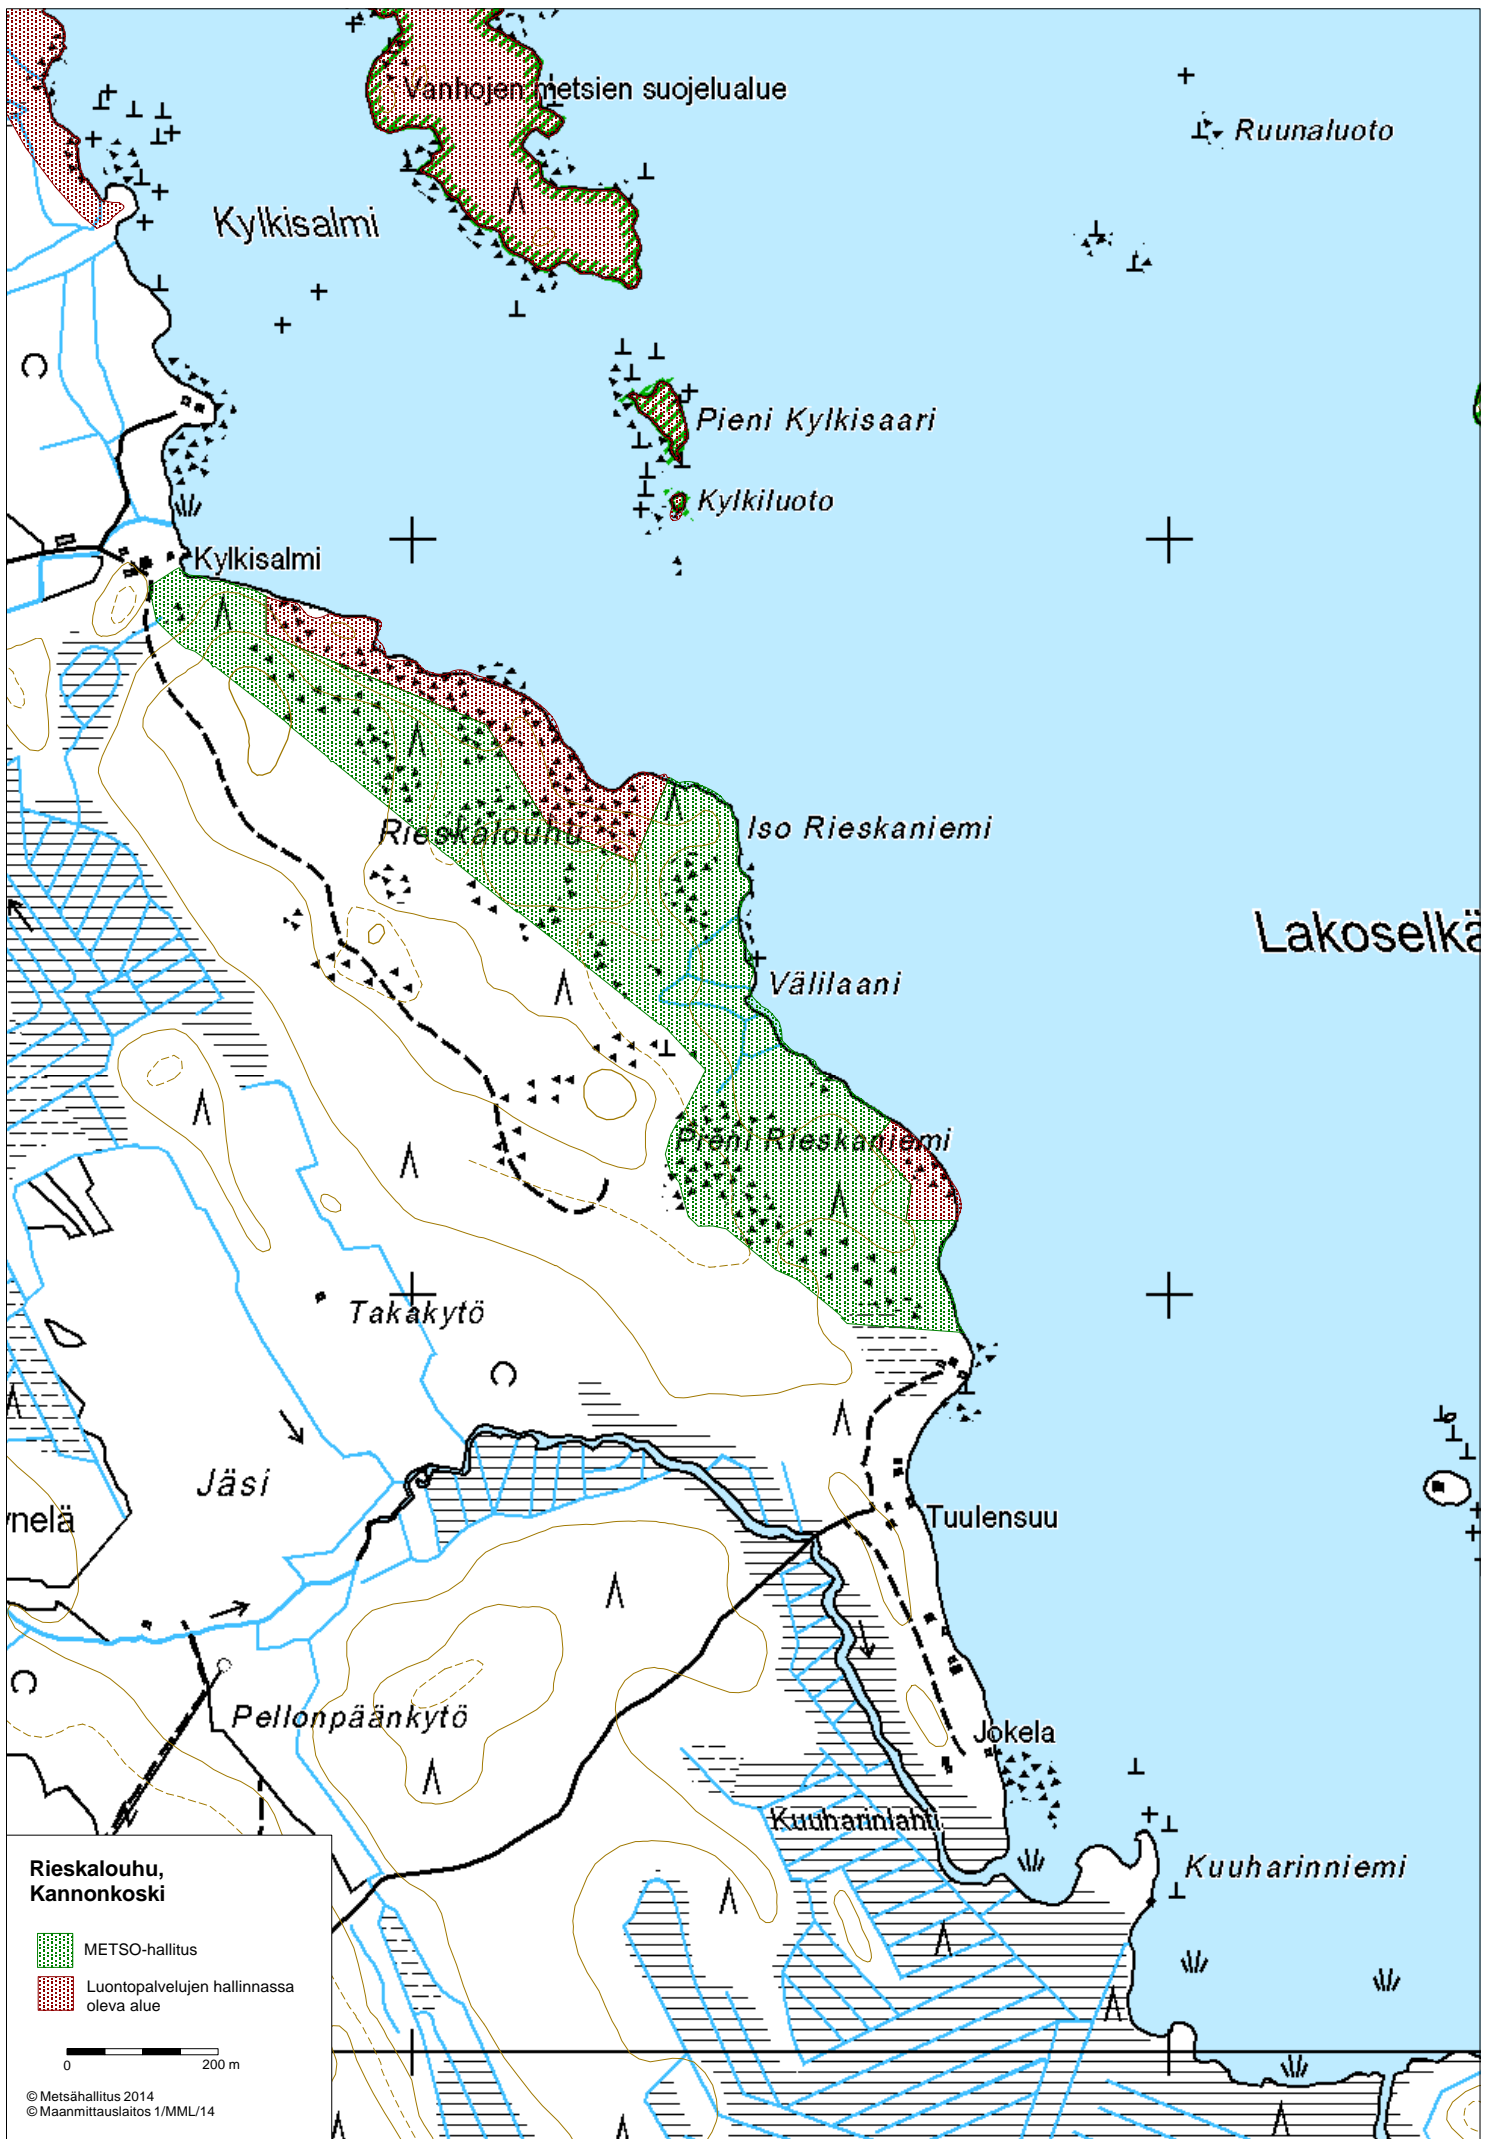 Vanhojen metsien suojelualue
Ruunaluoto
Kylkisalmi
Pieni Kylkisaari
Kylkiluoto
Kylkisalmi
Iso Rieskaniemi
Rieskalouhu
Lakoselkä
Välilaani
Pieni Rieskaniemi
Takakytö
Jäsi
ynelä
Tuulensuu
Pellonpäänkytö
Jokela
Kuuharinlahti
Kuuharinniemi
Rieskalouhu,
Kannonkoski
METSO-hallitus
Luontopalvelujen hallinnassa
oleva alue
0 200 m
© Metsähallitus 2014
© Maanmittauslaitos 1/MML/14